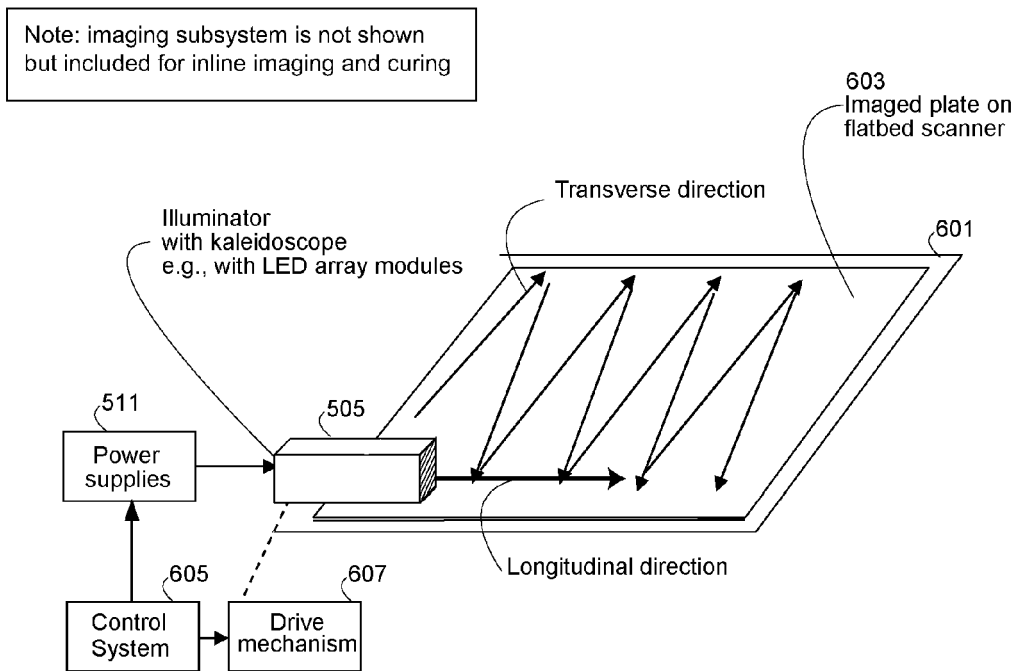 Note: imaging subsystem is not shown
but included for inline imaging and curing
603
Imaged plate on
flatbed scanner
Transverse direction
Illuminator
with kaleidoscope
e.g., with LED array modules
601
511
505
Power
supplies
Longitudinal direction
605
607
Control
System
Drive
mechanism